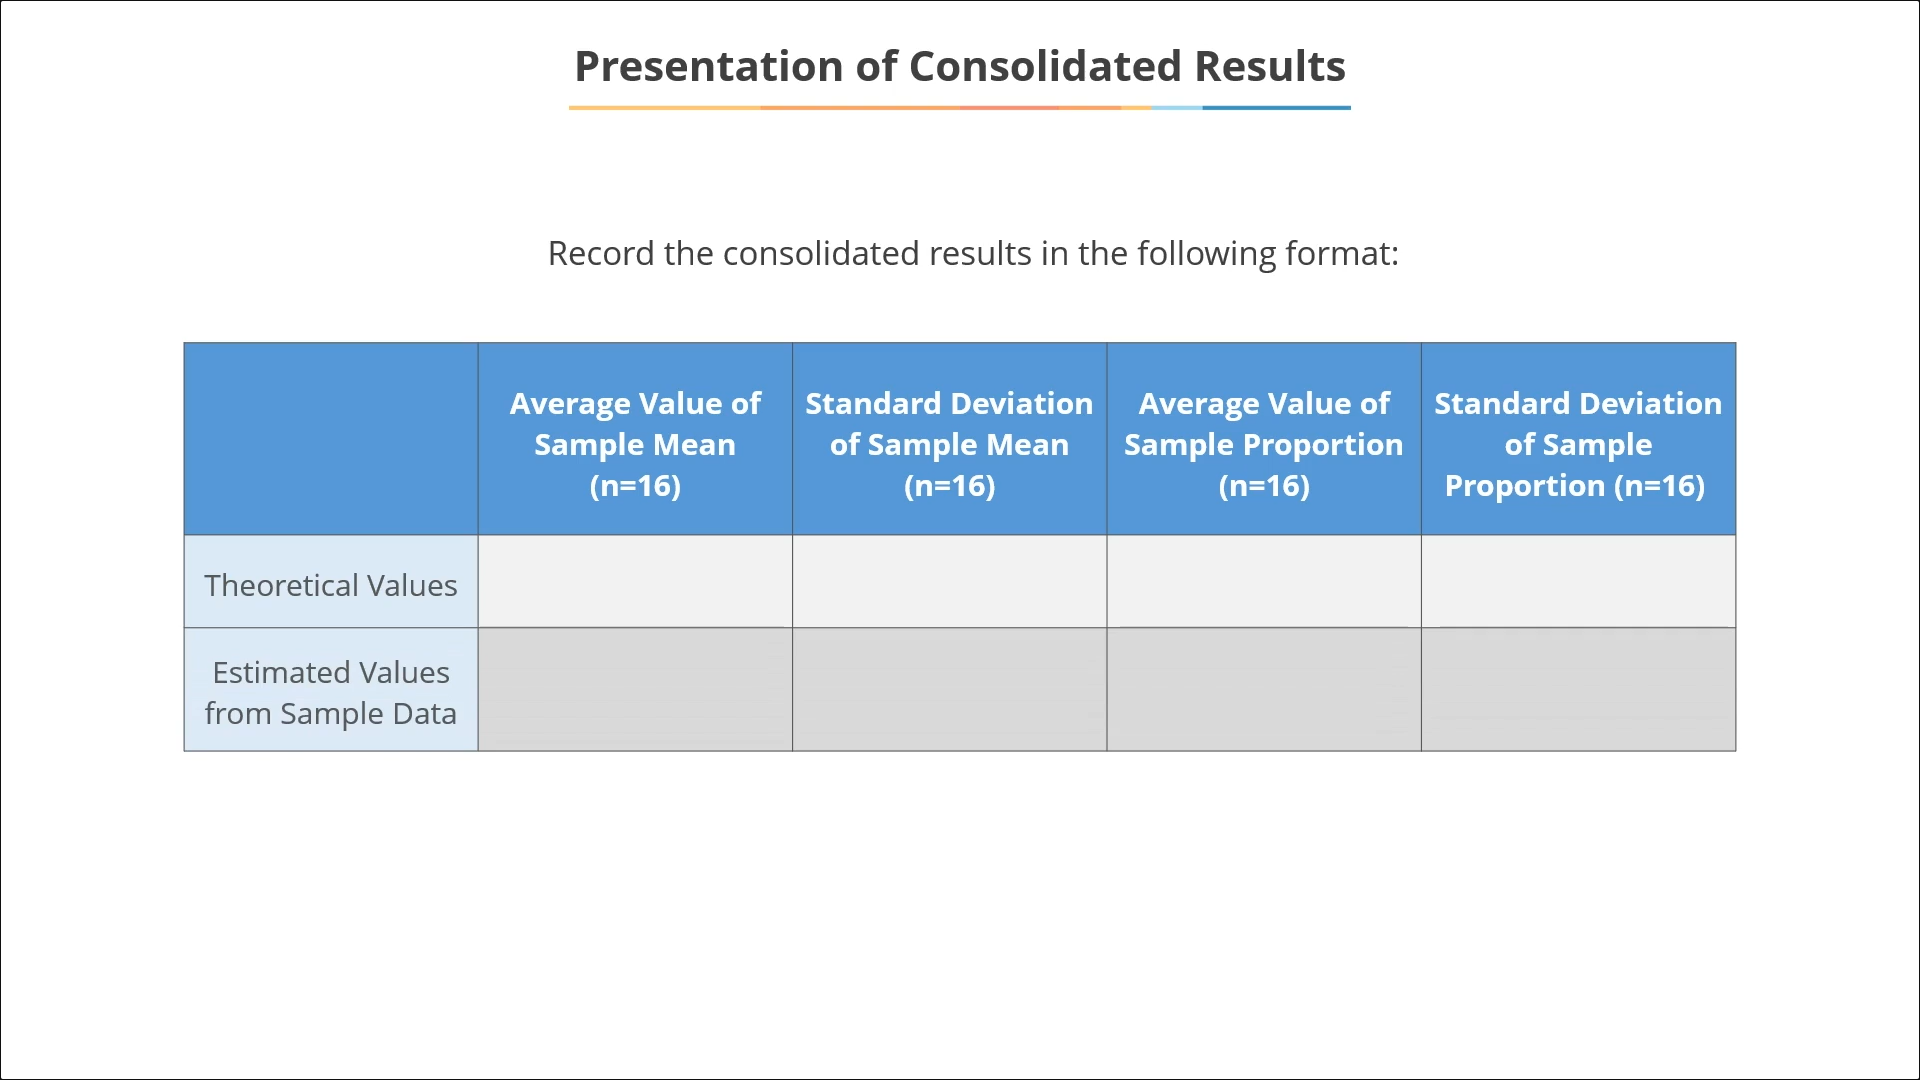 Presentation of Consolidated Results
Record the consolidated results in the following format:
Average Value of
Sample Mean
(n=16)
Standard Deviation
of Sample Mean
(n=16)
Average Value of
Sample Proportion
(n=16)
Standard Deviation
of Sample
Proportion (n=16)
Theoretical Values
Estimated Values
from Sample Data